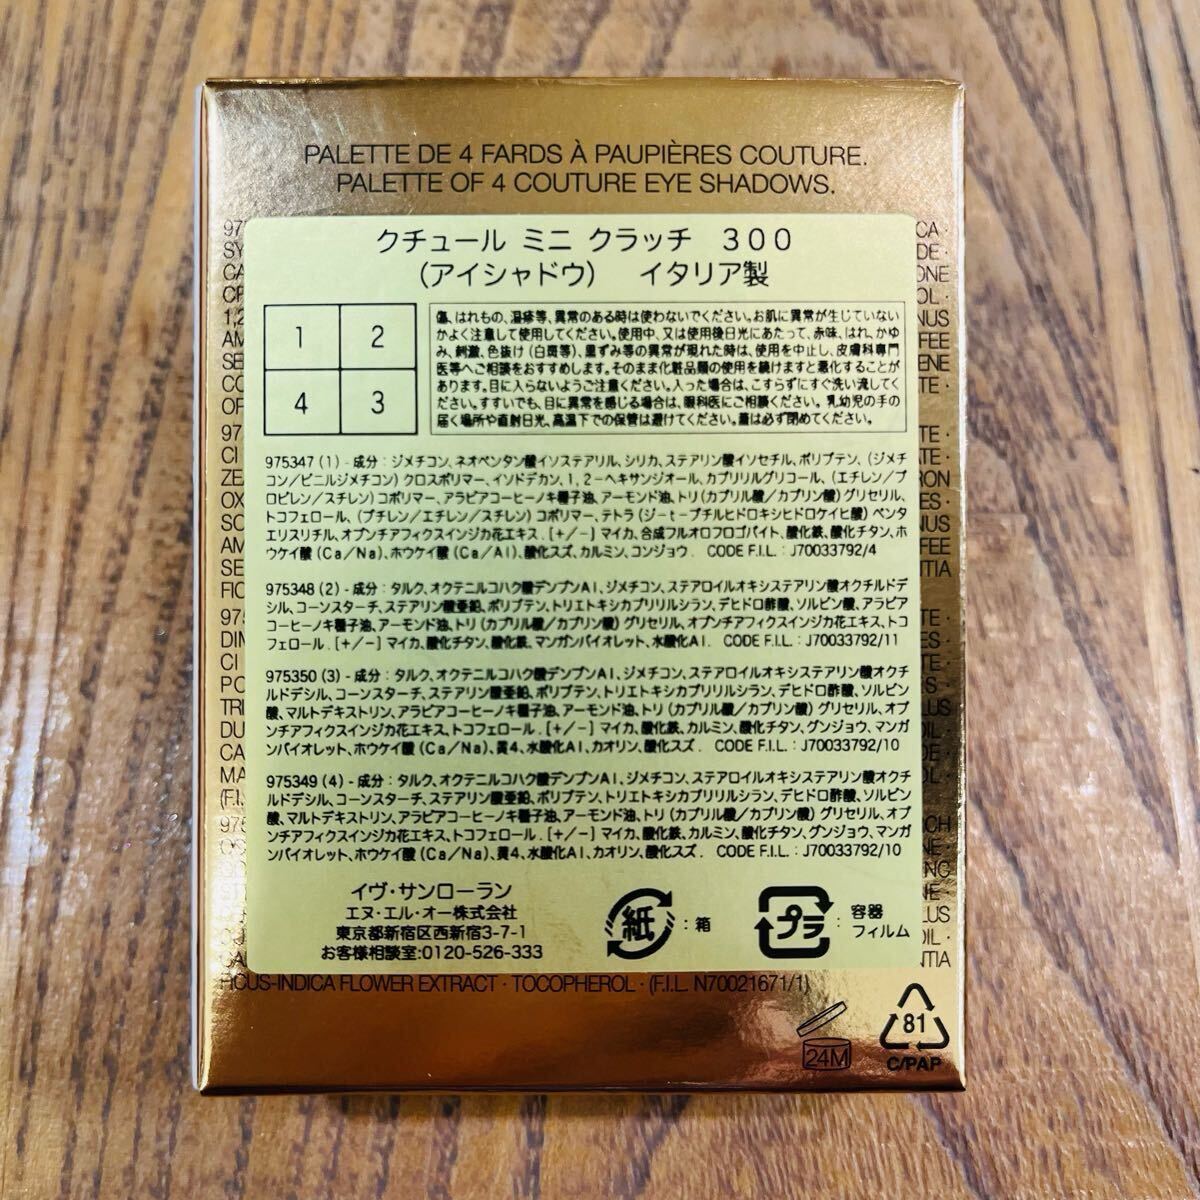 PALETTE DE 4 FARDS À PAUPIÈRES COUTURE.
PALETTE OF 4 COUTURE EYE SHADOWS.
クチュール ミニ クラッチ 300
（アイシャドウ） イタリア製
1 2
4 3
傷、はれもの、湿疹等、異常のある時は使わないでください。お肌に異常が生じていない
かよく注意して使用してください。使用中、又は使用後日光にあたって、赤味、はれ、かゆ
み、刺激、色抜け（白斑等）、黒ずみ等の異常が現れた時は、使用を中止し、皮膚科専門
医等へご相談をおすすめします。そのまま化粧品類の使用を続けますと悪化することが
あります。目に入らないようご注意ください。入った場合は、こすらずにすぐ洗い流してく
ださい。すすいでも、目に異常を感じる場合は、眼科医にご相談ください。乳幼児の手の
届く場所や直射日光、高温下での保管は避けてください。蓋は必ず閉めてください。
975347 (1) - 成分：ジメチコン、ネオペンタン酸イソステアリル、シリカ、ステアリン酸イソセチル、ポリブテン、（ジメチ
コン／ビニルジメチコン）クロスポリマー、イソドデカン、1，2－ヘキサンジオール、カプリリルグリコール、（エチレン／プ
ロピレン／スチレン）コポリマー、アラビアコーヒーノキ種子油、アーモンド油、トリ（カプリル酸／カプリン酸）グリセリル、
トコフェロール、（ブチレン／エチレン／スチレン）コポリマー、テトラ（ジ－t－ブチルヒドロキシヒドロケイヒ酸）ペンタ
エリスリチル、オプンチアフィクスインジカ花エキス．［+／-］マイカ、合成フルオロフロゴパイト、酸化鉄、酸化チタン、ホ
ウケイ酸（Ca／Na）、ホウケイ酸（Ca／Al）、酸化スズ、カルミン、コンジョウ． CODE F.I.L.：J70033792/4
975348 (2) - 成分：タルク、オクテニルコハク酸デンプンAl、ジメチコン、ステアロイルオキシステアリン酸オクチルドデ
シル、コーンスターチ、ステアリン酸亜鉛、ポリブテン、トリエトキシカプリリルシラン、デヒドロ酢酸、ソルビン酸、アラビア
コーヒーノキ種子油、アーモンド油、トリ（カプリル酸／カプリン酸）グリセリル、オプンチアフィクスインジカ花エキス、トコ
フェロール．［+／-］マイカ、酸化チタン、酸化鉄、マンガンバイオレット、水酸化Al． CODE F.I.L.：J70033792/11
975350 (3) - 成分：タルク、オクテニルコハク酸デンプンAl、ジメチコン、ステアロイルオキシステアリン酸オクチ
ルドデシル、コーンスターチ、ステアリン酸亜鉛、ポリブテン、トリエトキシカプリリルシラン、デヒドロ酢酸、ソルビン
酸、マルトデキストリン、アラビアコーヒーノキ種子油、アーモンド油、トリ（カプリル酸／カプリン酸）グリセリル、オプ
ンチアフィクスインジカ花エキス、トコフェロール．［+／-］マイカ、酸化鉄、カルミン、酸化チタン、グンジョウ、マンガ
ンバイオレット、ホウケイ酸（Ca／Na）、黄4、水酸化Al、カオリン、酸化スズ． CODE F.I.L.：J70033792/10
975349 (4) - 成分：タルク、オクテニルコハク酸デンプンAl、ジメチコン、ステアロイルオキシステアリン酸オクチ
ルドデシル、コーンスターチ、ステアリン酸亜鉛、ポリブテン、トリエトキシカプリリルシラン、デヒドロ酢酸、ソルビン
酸、マルトデキストリン、アラビアコーヒーノキ種子油、アーモンド油、トリ（カプリル酸／カプリン酸）グリセリル、オプ
ンチアフィクスインジカ花エキス、トコフェロール．［+／-］マイカ、酸化鉄、カルミン、酸化チタン、グンジョウ、マンガ
ンバイオレット、ホウケイ酸（Ca／Na）、黄4、水酸化Al、カオリン、酸化スズ． CODE F.I.L.：J70033792/10
イヴ・サンローラン
エヌ・エル・オー株式会社
東京都新宿区西新宿3-7-1
お客様相談室:0120-526-333
紙 ：箱
プラ ：容器
フィルム
FICUS-INDICA FLOWER EXTRACT · TOCOPHEROL · (F.I.L. N70021671/1)
24M
81
C/PAP